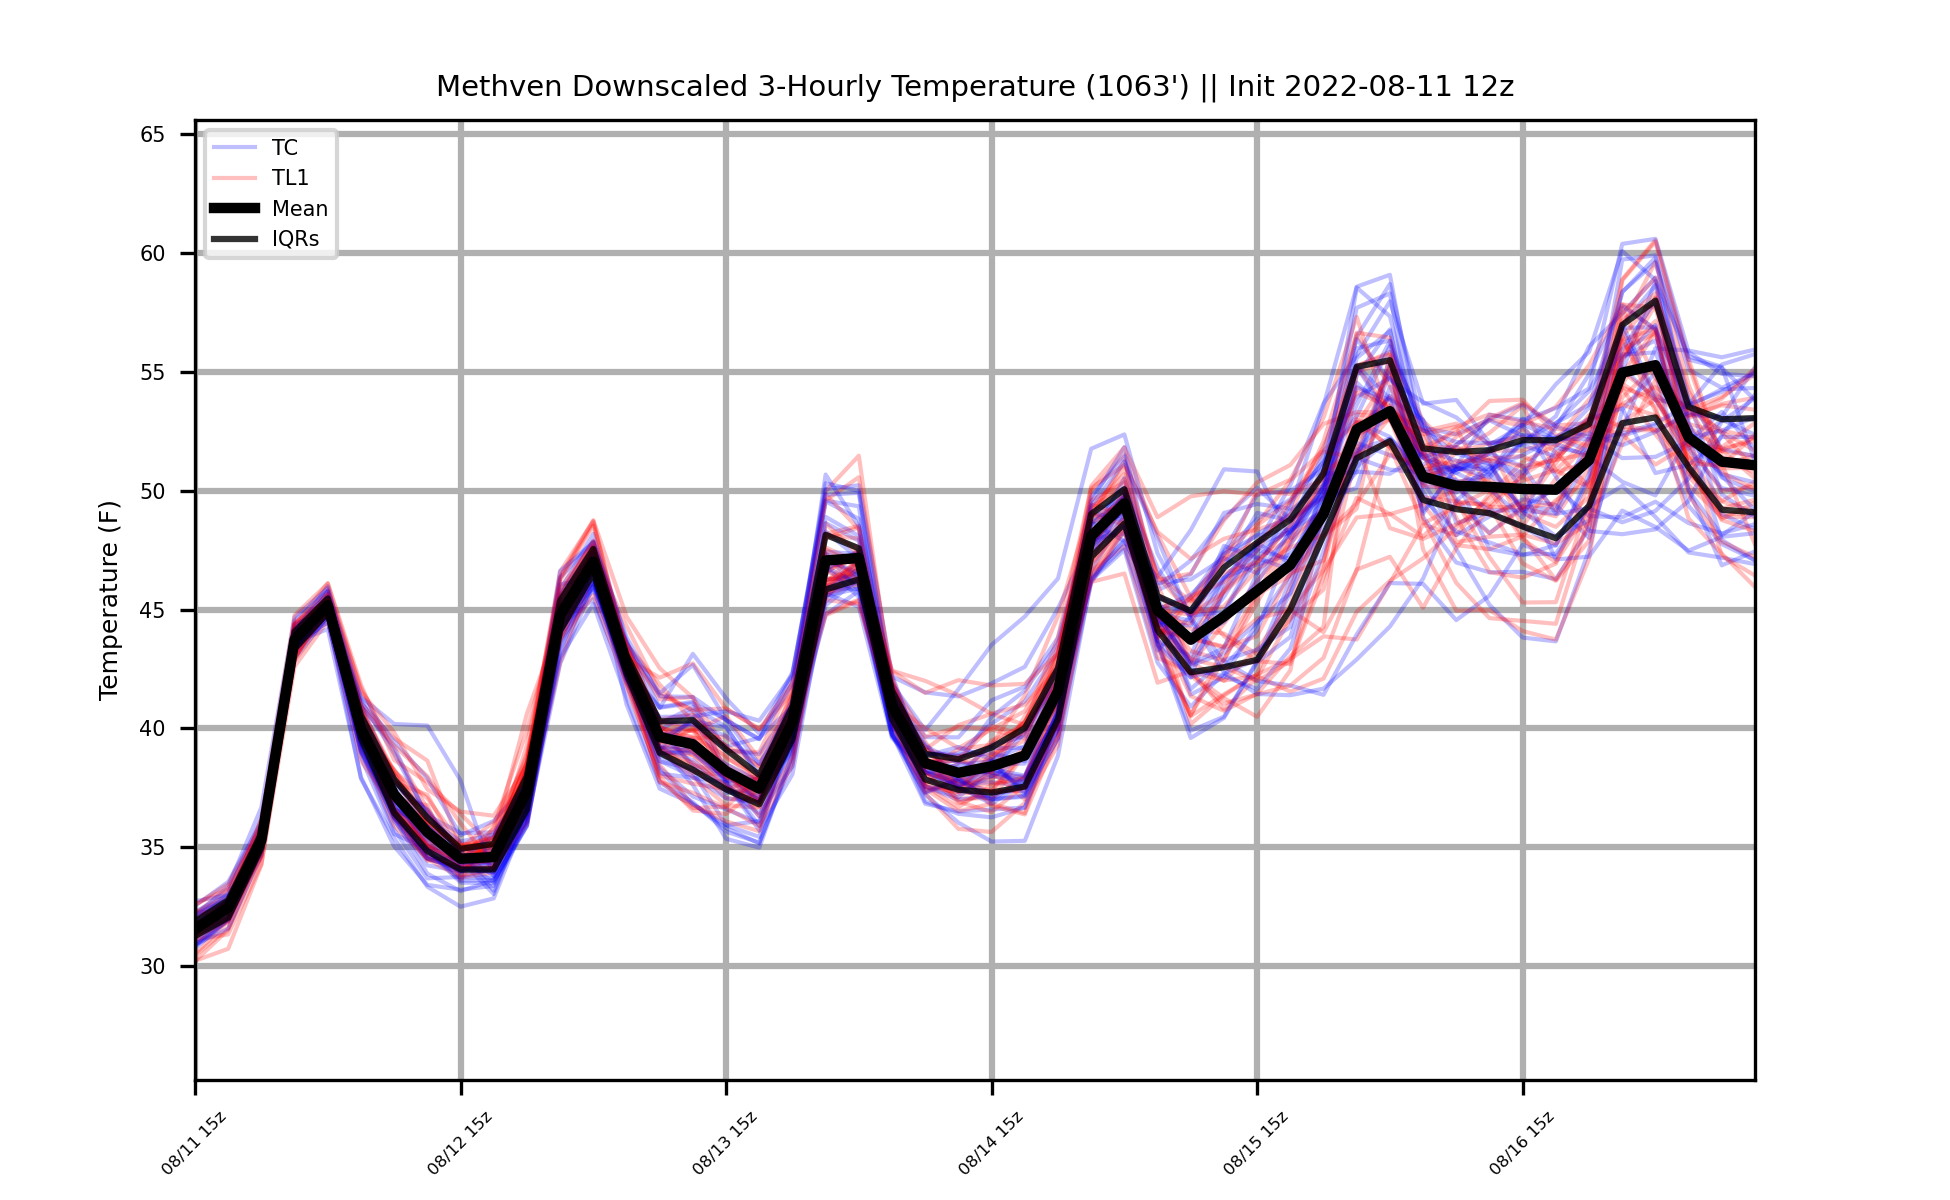 Methven Downscaled 3-Hourly Temperature (1063') || Init 2022-08-11 12z
TC
TL1
Mean
IQRs
Temperature (F)
65
60
55
50
45
40
35
30
08/11 15z
08/12 15z
08/13 15z
08/14 15z
08/15 15z
08/16 15z